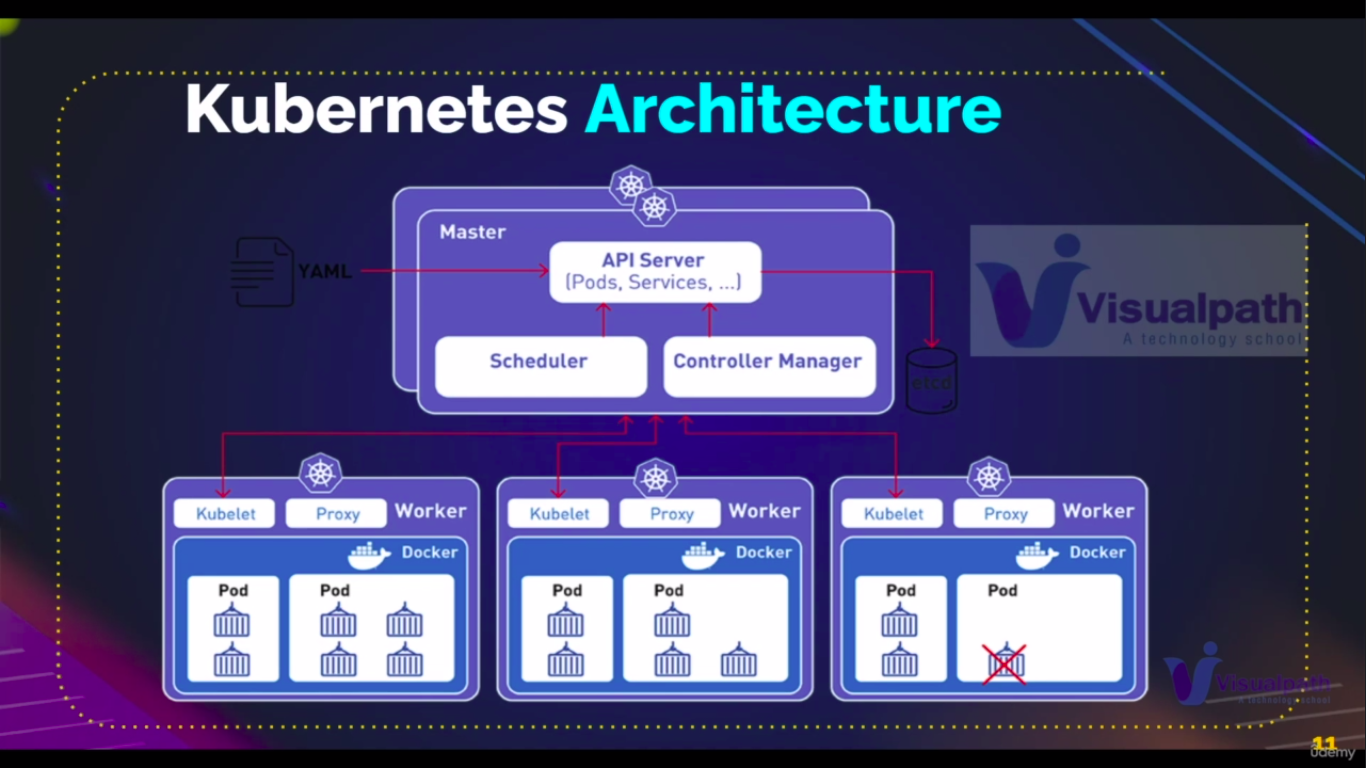 Kubernetes Architecture
Master
API Server
(Pods, Services, ...)
YAML
Scheduler
Controller Manager
etcd
Visualpath
A technology school
Kubelet
Proxy
Worker
Docker
Pod
Pod
Kubelet
Proxy
Worker
Docker
Pod
Pod
Kubelet
Proxy
Worker
Docker
Pod
Pod
Visualpath
A technology school
11
udemy